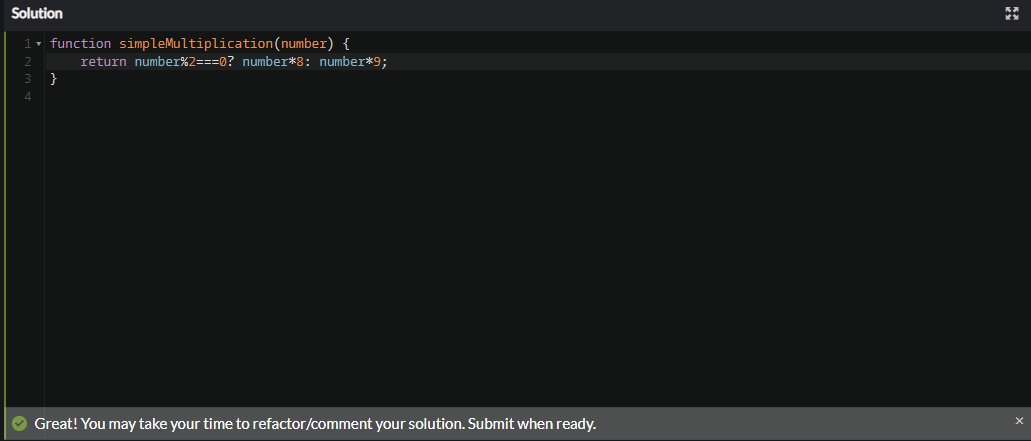 Solution
1 function simpleMultiplication(number) {
2 return number%2===0? number*8: number*9;
3 }
4
Great! You may take your time to refactor/comment your solution. Submit when ready.